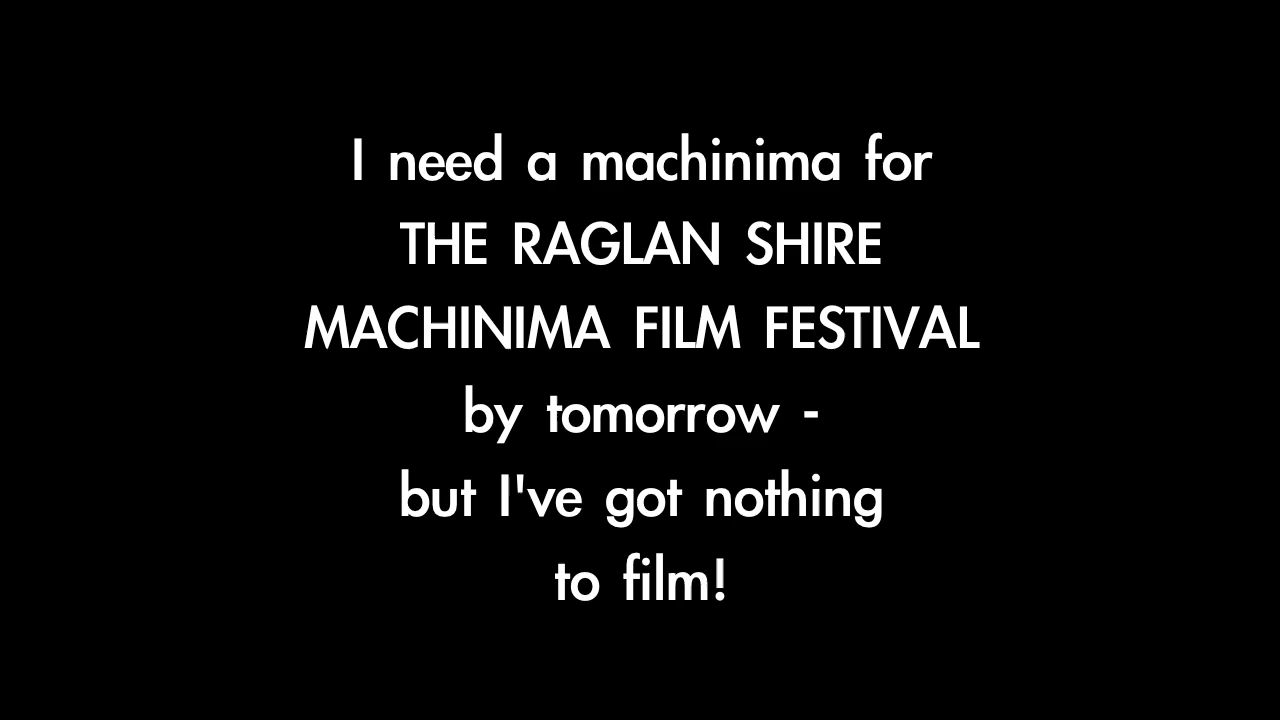 I need a machinima for
THE RAGLAN SHIRE
MACHINIMA FILM FESTIVAL
by tomorrow -
but I've got nothing
to film!